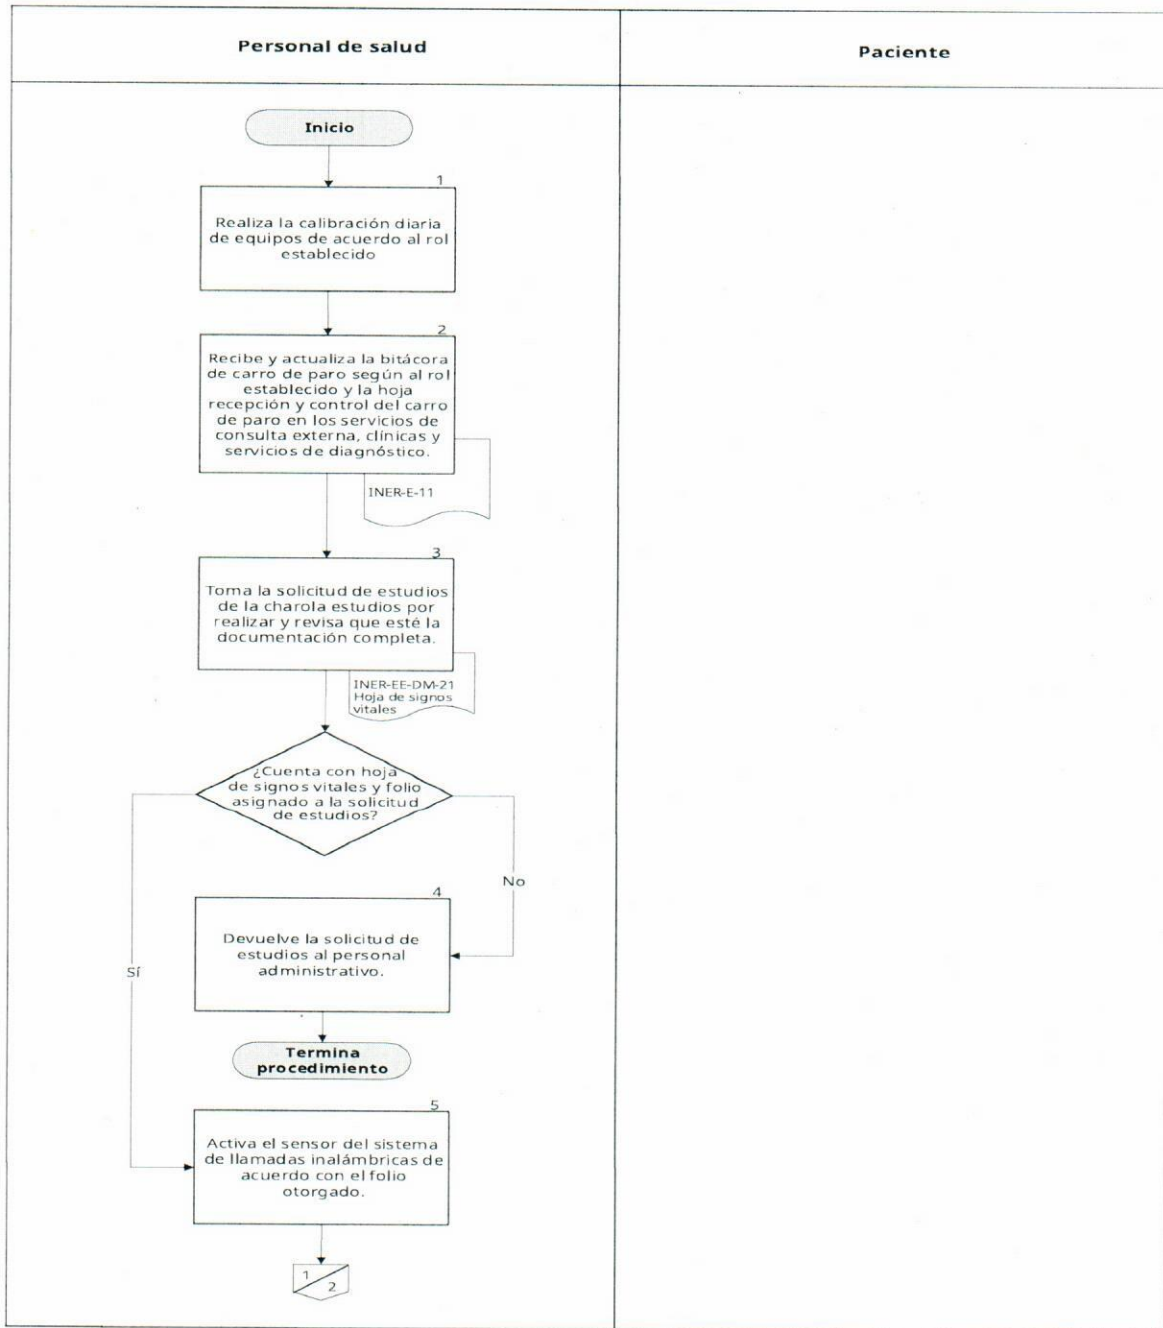 Personal de salud
Paciente
Inicio
1
Realiza la calibración diaria
de equipos de acuerdo al rol
establecido
2
Recibe y actualiza la bitácora
de carro de paro según al rol
establecido y la hoja
recepción y control del carro
de paro en los servicios de
consulta externa, clínicas y
servicios de diagnóstico.
INER-E-11
3
Toma la solicitud de estudios
de la charola estudios por
realizar y revisa que esté la
documentación completa.
INER-EE-DM-21
Hoja de signos
vitales
¿Cuenta con hoja
de signos vitales y folio
asignado a la solicitud
de estudios?
No
4
Devuelve la solicitud de
estudios al personal
administrativo.
Sí
Termina
procedimiento
5
Activa el sensor del sistema
de llamadas inalámbricas de
acuerdo con el folio
otorgado.
1
2